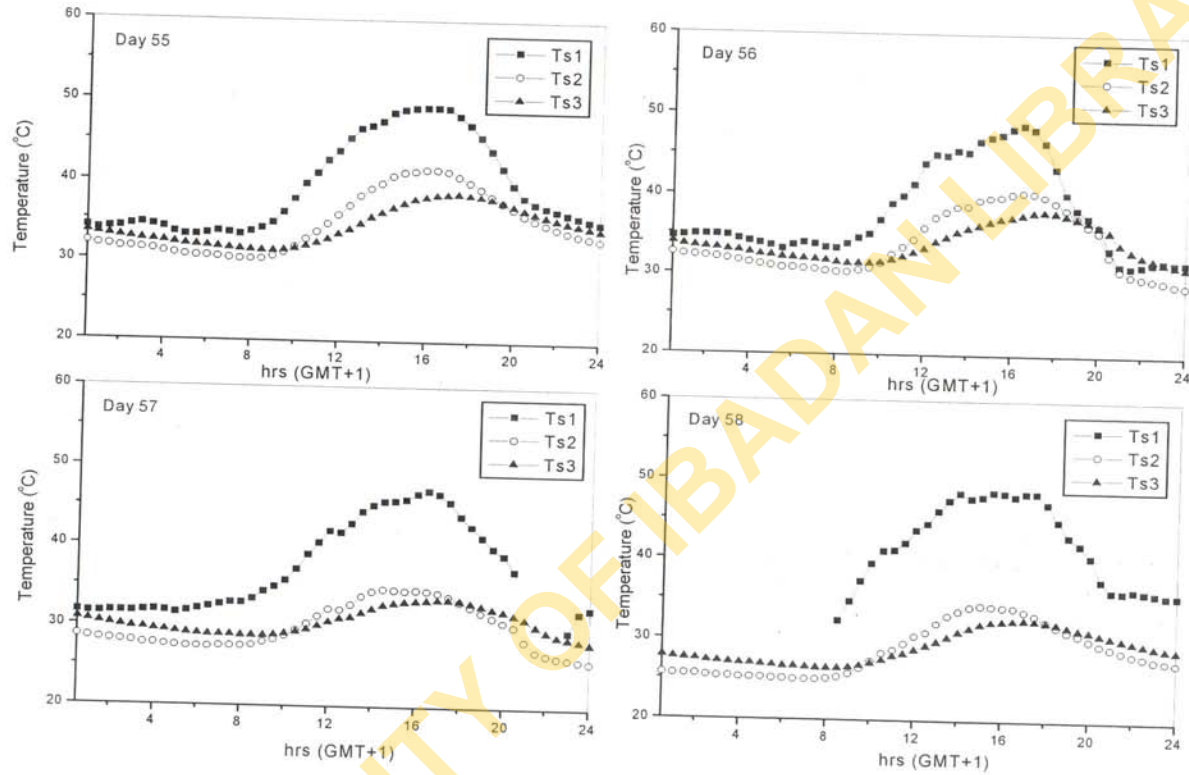 60
50
40
30
20
Temperature (°C)
Day 55
Ts1
Ts2
Ts3
4
8
12
16
20
24
hrs (GMT+1)
60
50
40
30
20
Temperature (°C)
Day 56
Ts1
Ts2
Ts3
4
8
12
16
20
24
hrs (GMT+1)
60
50
40
30
20
Temperature (°C)
Day 57
Ts1
Ts2
Ts3
4
8
12
16
20
24
hrs (GMT+1)
60
50
40
30
20
Temperature (°C)
Day 58
Ts1
Ts2
Ts3
4
8
12
16
20
24
hrs (GMT+1)
ITY OF IBADAN LIBRA